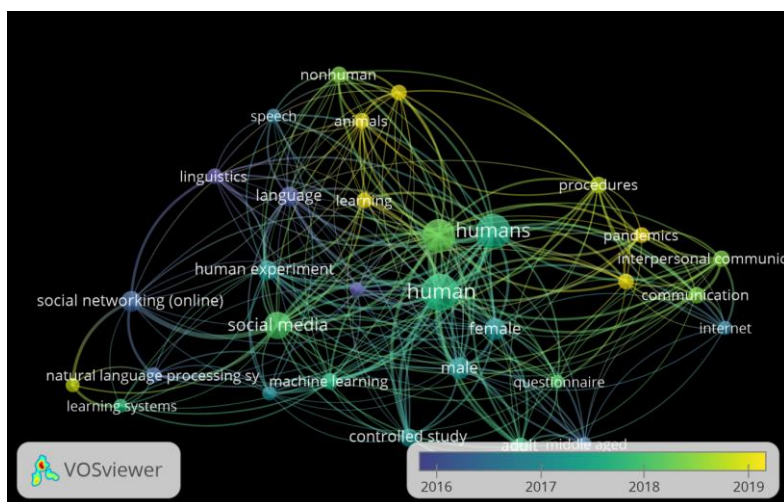 nonhuman
speech
animals
linguistics
language
learning
procedures
humans
pandemics
interpersonal communic
human experiment
human
communication
social networking (online)
social media
female
internet
male
natural language processing sy
machine learning
questionnaire
learning systems
controlled study
adult
middle aged
VOSviewer
2016
2017
2018
2019